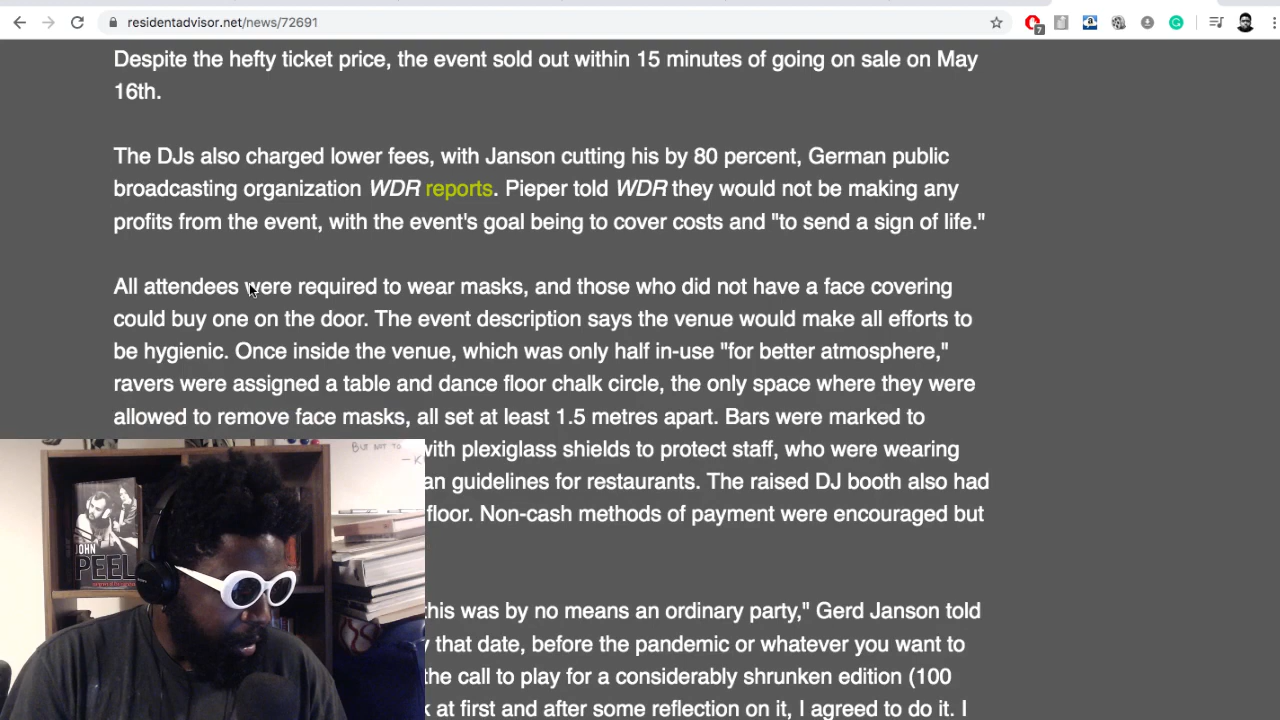 residentadvisor.net/news/72691
7
Despite the hefty ticket price, the event sold out within 15 minutes of going on sale on May
16th.
The DJs also charged lower fees, with Janson cutting his by 80 percent, German public
broadcasting organization WDR reports. Pieper told WDR they would not be making any
profits from the event, with the event's goal being to cover costs and "to send a sign of life."
All attendees were required to wear masks, and those who did not have a face covering
could buy one on the door. The event description says the venue would make all efforts to
be hygienic. Once inside the venue, which was only half in-use "for better atmosphere,"
ravers were assigned a table and dance floor chalk circle, the only space where they were
allowed to remove face masks, all set at least 1.5 metres apart. Bars were marked to
with plexiglass shields to protect staff, who were wearing
an guidelines for restaurants. The raised DJ booth also had
floor. Non-cash methods of payment were encouraged but
this was by no means an ordinary party," Gerd Janson told
that date, before the pandemic or whatever you want to
the call to play for a considerably shrunken edition (100
at first and after some reflection on it, I agreed to do it. I
BUT NOT TO
JOHN
PEEL